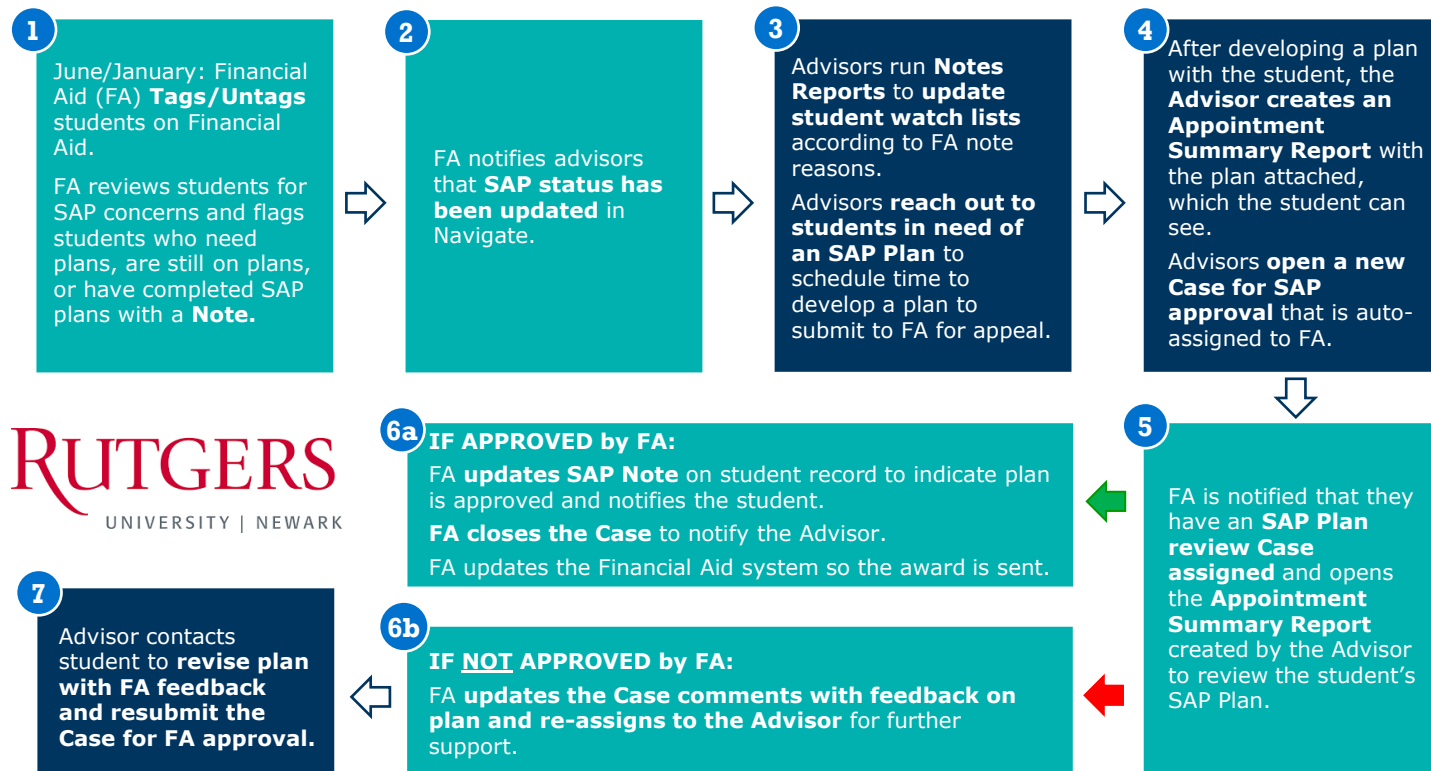 1
June/January: Financial
Aid (FA) Tags/Untags
students on Financial
Aid.
FA reviews students for
SAP concerns and flags
students who need
plans, are still on plans,
or have completed SAP
plans with a Note.
2
FA notifies advisors
that SAP status has
been updated in
Navigate.
3
Advisors run Notes
Reports to update
student watch lists
according to FA note
reasons.
Advisors reach out to
students in need of
an SAP Plan to
schedule time to
develop a plan to
submit to FA for appeal.
4
After developing a plan
with the student, the
Advisor creates an
Appointment
Summary Report with
the plan attached,
which the student can
see.
Advisors open a new
Case for SAP
approval that is auto-
assigned to FA.
5
FA is notified that they
have an SAP Plan
review Case
assigned and opens
the Appointment
Summary Report
created by the Advisor
to review the student's
SAP Plan.
6a
IF APPROVED by FA:
FA updates SAP Note on student record to indicate plan
is approved and notifies the student.
FA closes the Case to notify the Advisor.
FA updates the Financial Aid system so the award is sent.
6b
IF NOT APPROVED by FA:
FA updates the Case comments with feedback on
plan and re-assigns to the Advisor for further
support.
7
Advisor contacts
student to revise plan
with FA feedback
and resubmit the
Case for FA approval.
RUTGERS
UNIVERSITY | NEWARK